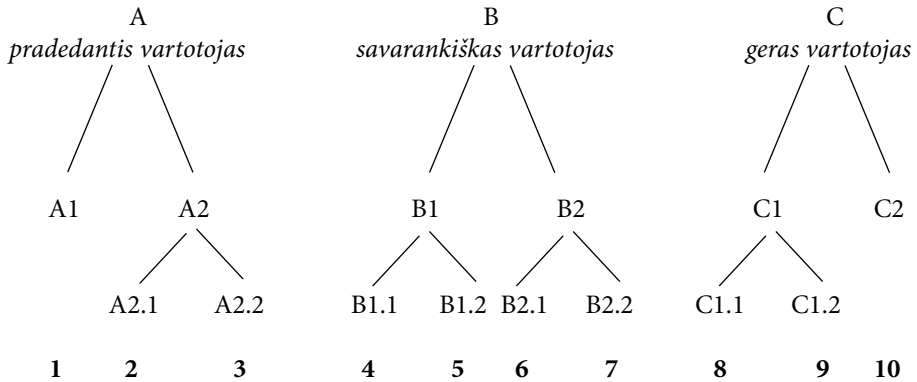 A B C
pradedantis vartotojas savarankiškas vartotojas geras vartotojas
A1 A2 B1 B2 C1 C2
A2.1 A2.2 B1.1 B1.2 B2.1 B2.2 C1.1 C1.2
1 2 3 4 5 6 7 8 9 10